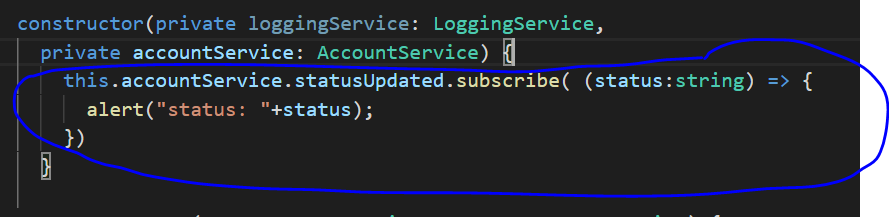 constructor(private loggingService: LoggingService,
private accountService: AccountService) {
this.accountService.statusUpdated.subscribe( (status:string) => {
alert("status: "+status);
})
}